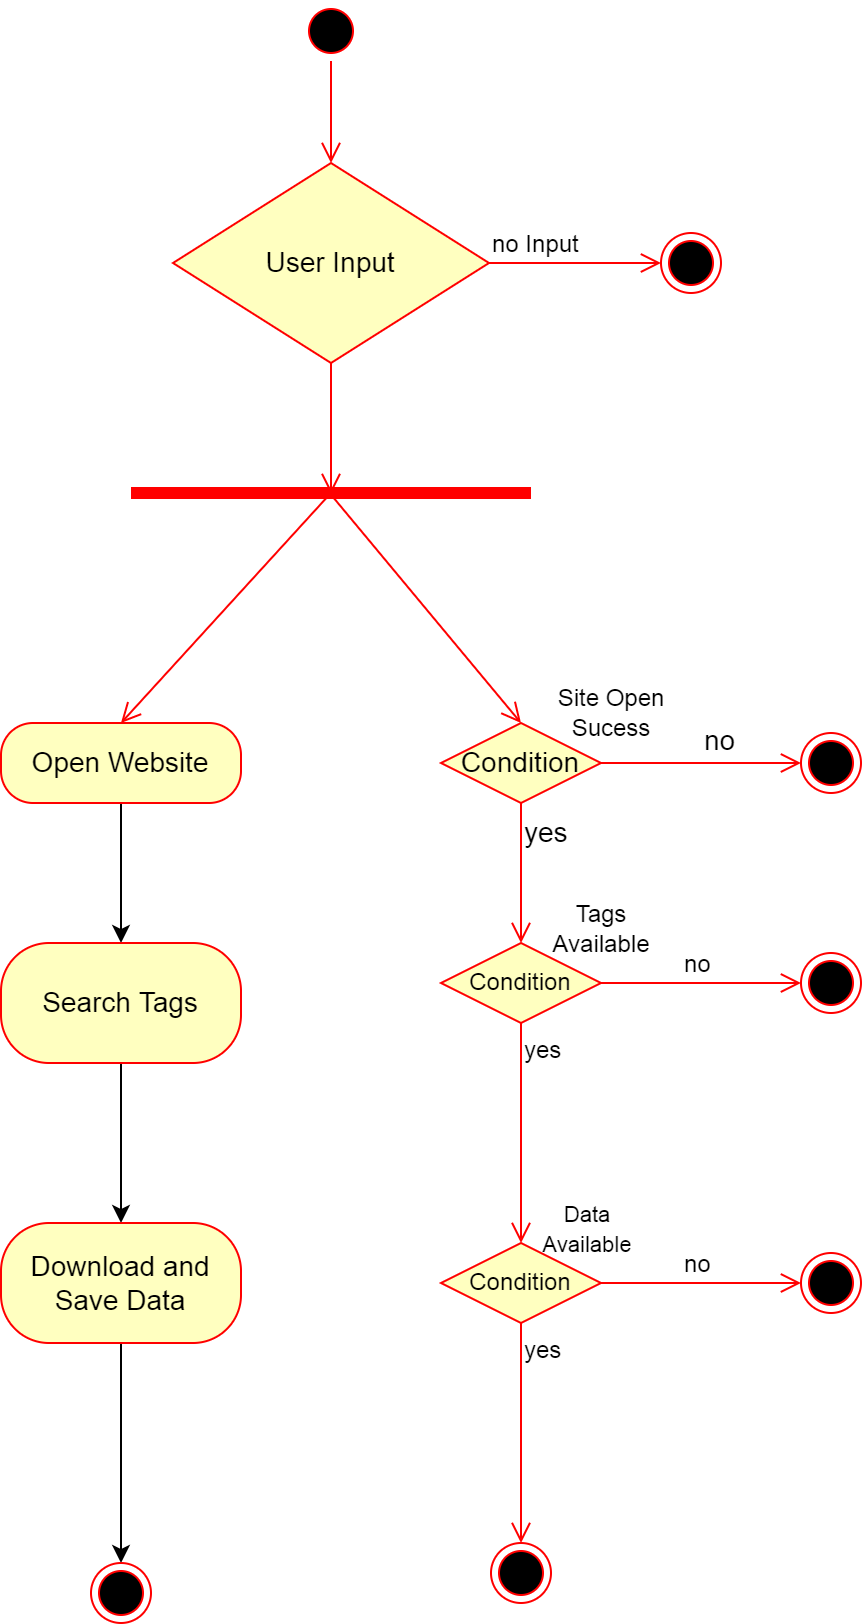 User Input
no Input
Site Open
Sucess
no
Open Website
Condition
yes
Tags
Available
no
Search Tags
Condition
yes
Data
Available
no
Download and
Save Data
Condition
yes